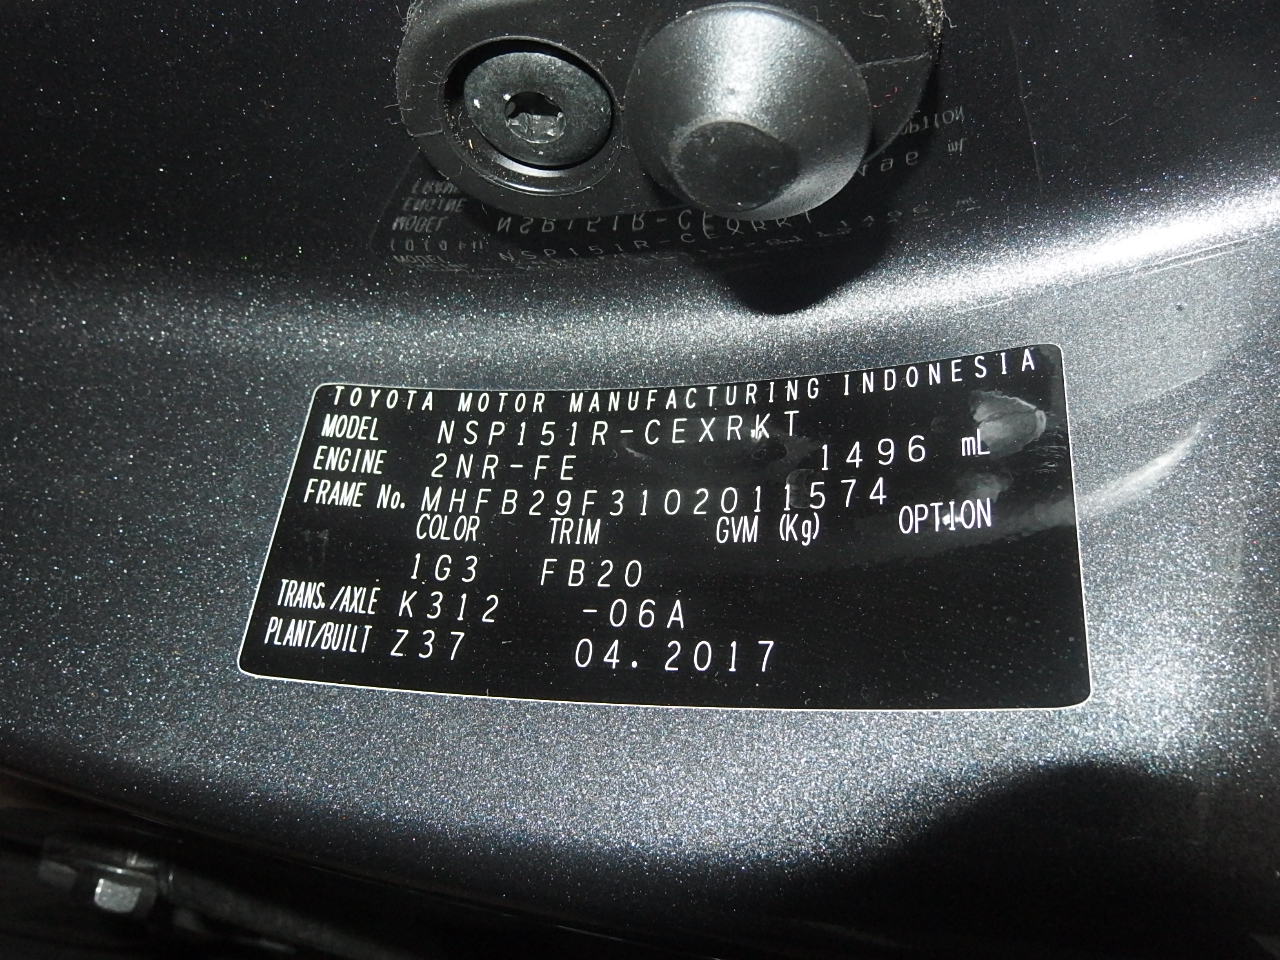 TOYOTA MOTOR MANUFACTURING INDONESIA
MODEL NSP151R-CEXRKT
ENGINE 2NR-FE 1496 mL
FRAME No. MHFB29F3102011574
COLOR TRIM GVM (Kg) OPTION
1G3 FB20
TRANS./AXLE K312 -06A
PLANT/BUILT Z37 04.2017